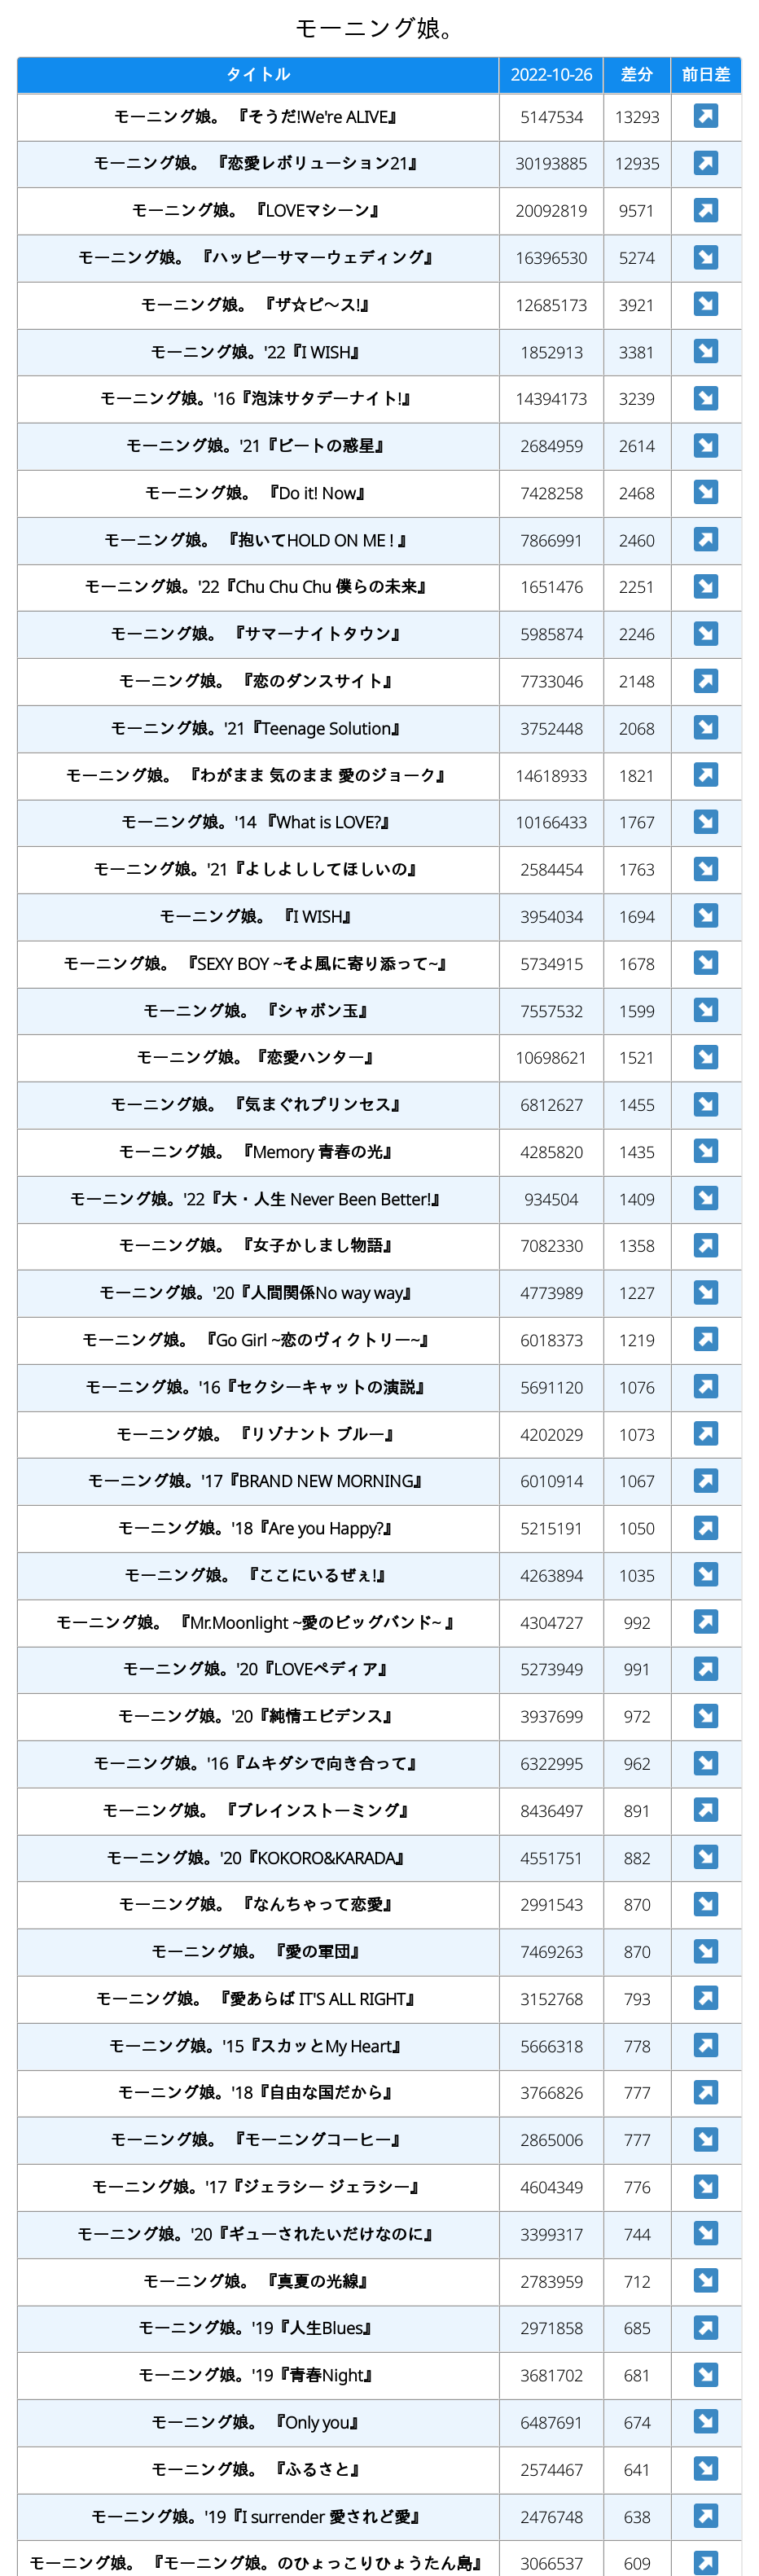 モーニング娘。
タイトル 2022-10-26 差分 前日差
モーニング娘。 『そうだ!We're ALIVE』 5147534 13293
モーニング娘。 『恋愛レボリューション21』 30193885 12935
モーニング娘。 『LOVEマシーン』 20092819 9571
モーニング娘。 『ハッピーサマーウェディング』 16396530 5274
モーニング娘。 『ザ☆ピ〜ス!』 12685173 3921
モーニング娘。'22『I WISH』 1852913 3381
モーニング娘。'16『泡沫サタデーナイト!』 14394173 3239
モーニング娘。'21『ビートの惑星』 2684959 2614
モーニング娘。 『Do it! Now』 7428258 2468
モーニング娘。 『抱いてHOLD ON ME ! 』 7866991 2460
モーニング娘。'22『Chu Chu Chu 僕らの未来』 1651476 2251
モーニング娘。 『サマーナイトタウン』 5985874 2246
モーニング娘。 『恋のダンスサイト』 7733046 2148
モーニング娘。'21『Teenage Solution』 3752448 2068
モーニング娘。 『わがまま 気のまま 愛のジョーク』 14618933 1821
モーニング娘。'14 『What is LOVE?』 10166433 1767
モーニング娘。'21『よしよししてほしいの』 2584454 1763
モーニング娘。 『I WISH』 3954034 1694
モーニング娘。 『SEXY BOY ~そよ風に寄り添って~』 5734915 1678
モーニング娘。 『シャボン玉』 7557532 1599
モーニング娘。『恋愛ハンター』 10698621 1521
モーニング娘。 『気まぐれプリンセス』 6812627 1455
モーニング娘。 『Memory 青春の光』 4285820 1435
モーニング娘。'22『大・人生 Never Been Better!』 934504 1409
モーニング娘。 『女子かしまし物語』 7082330 1358
モーニング娘。'20『人間関係No way way』 4773989 1227
モーニング娘。 『Go Girl ~恋のヴィクトリー~』 6018373 1219
モーニング娘。'16『セクシーキャットの演説』 5691120 1076
モーニング娘。 『リゾナント ブルー』 4202029 1073
モーニング娘。'17『BRAND NEW MORNING』 6010914 1067
モーニング娘。'18『Are you Happy?』 5215191 1050
モーニング娘。 『ここにいるぜぇ!』 4263894 1035
モーニング娘。 『Mr.Moonlight ~愛のビッグバンド~ 』 4304727 992
モーニング娘。'20『LOVEペディア』 5273949 991
モーニング娘。'20『純情エビデンス』 3937699 972
モーニング娘。'16『ムキダシで向き合って』 6322995 962
モーニング娘。 『ブレインストーミング』 8436497 891
モーニング娘。'20『KOKORO&KARADA』 4551751 882
モーニング娘。 『なんちゃって恋愛』 2991543 870
モーニング娘。 『愛の軍団』 7469263 870
モーニング娘。 『愛あらば IT'S ALL RIGHT』 3152768 793
モーニング娘。'15『スカッとMy Heart』 5666318 778
モーニング娘。'18『自由な国だから』 3766826 777
モーニング娘。 『モーニングコーヒー』 2865006 777
モーニング娘。'17『ジェラシー ジェラシー』 4604349 776
モーニング娘。'20『ギューされたいだけなのに』 3399317 744
モーニング娘。 『真夏の光線』 2783959 712
モーニング娘。'19『人生Blues』 2971858 685
モーニング娘。'19『青春Night』 3681702 681
モーニング娘。 『Only you』 6487691 674
モーニング娘。 『ふるさと』 2574467 641
モーニング娘。'19『I surrender 愛されど愛』 2476748 638
モーニング娘。 『モーニング娘。のひょっこりひょうたん島』 3066537 609